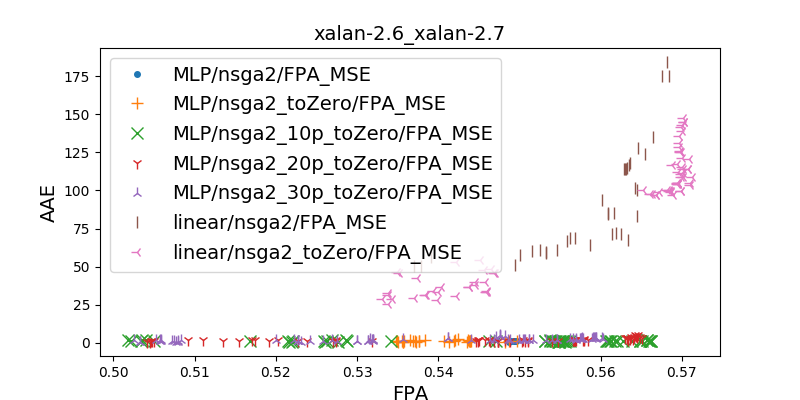 xalan-2.6_xalan-2.7
MLP/nsga2/FPA_MSE
MLP/nsga2_toZero/FPA_MSE
MLP/nsga2_10p_toZero/FPA_MSE
MLP/nsga2_20p_toZero/FPA_MSE
MLP/nsga2_30p_toZero/FPA_MSE
linear/nsga2/FPA_MSE
linear/nsga2_toZero/FPA_MSE
AAE
175
150
125
100
75
50
25
0
0.50 0.51 0.52 0.53 0.54 0.55 0.56 0.57
FPA